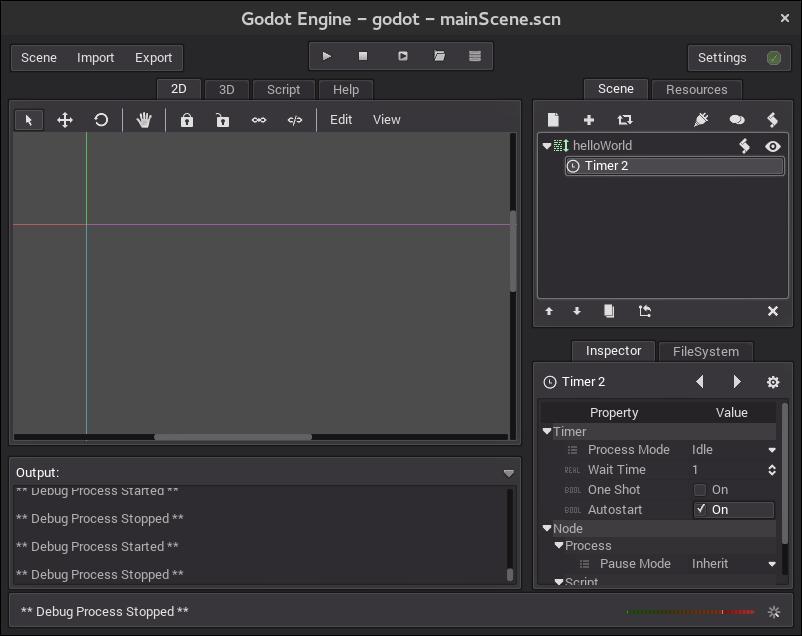 Godot Engine – godot – mainScene.scn
Scene Import Export
Settings
2D 3D Script Help
Edit View
Scene Resources
helloWorld
Timer 2
Inspector FileSystem
Timer 2
Property Value
Timer
Process Mode Idle
REAL Wait Time 1
BOOL One Shot On
BOOL Autostart On
Node
Process
Pause Mode Inherit
Script
Output:
** Debug Process Started **
** Debug Process Stopped **
** Debug Process Started **
** Debug Process Stopped **
** Debug Process Stopped **